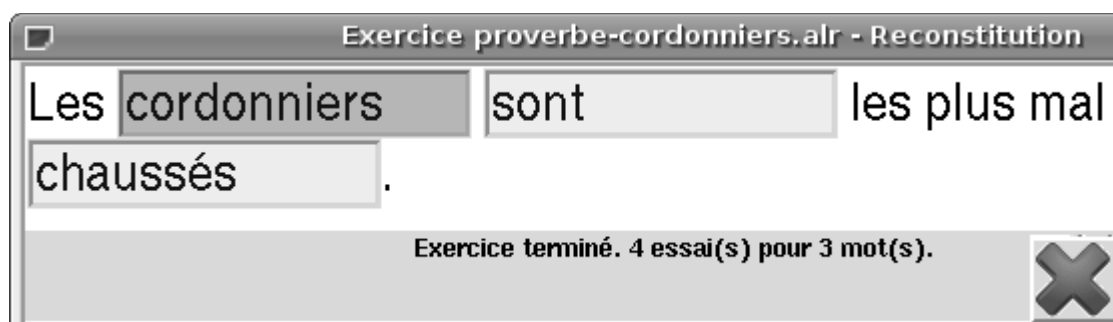 Exercice proverbe-cordonniers.alr - Reconstitution
Les cordonniers sont les plus mal
chaussés .
Exercice terminé. 4 essai(s) pour 3 mot(s).